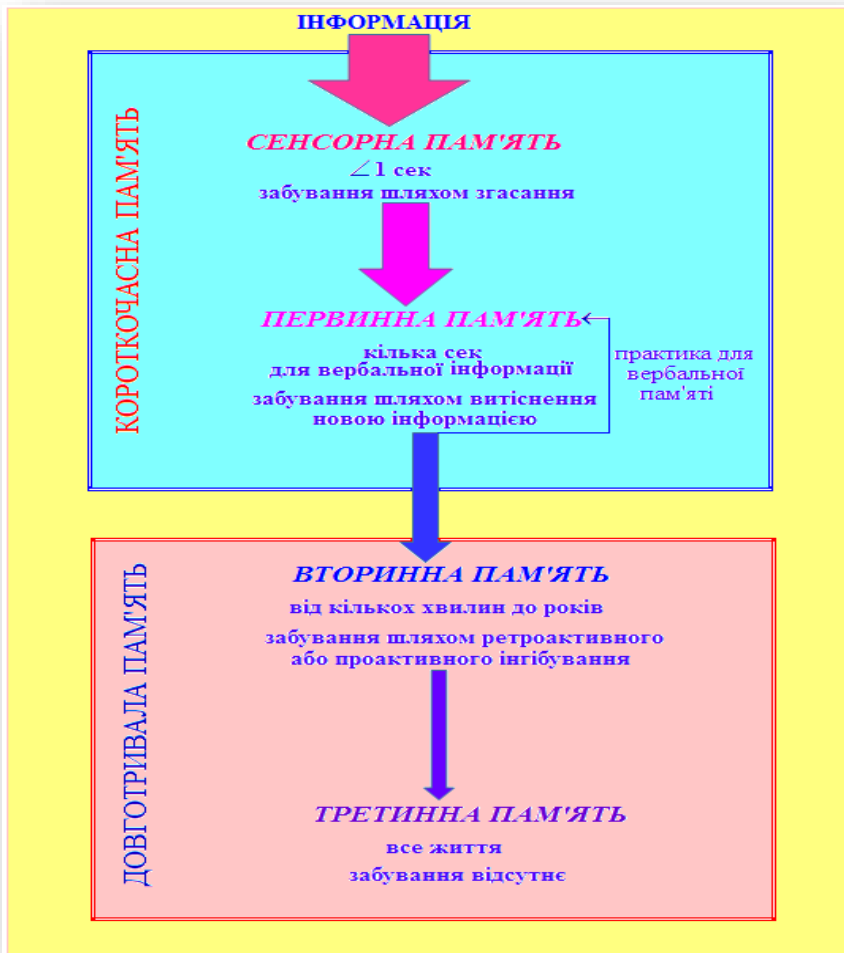 ІНФОРМАЦІЯ
КОРОТКОЧАСНА ПАМ'ЯТЬ
СЕНСОРНА ПАМ'ЯТЬ
∠1 сек
забування шляхом згасання
ПЕРВИННА ПАМ'ЯТЬ
кілька сек
для вербальної інформації
забування шляхом витіснення
новою інформацією
практика для
вербальної
пам'яті
ДОВГОТРИВАЛА ПАМ'ЯТЬ
ВТОРИННА ПАМ'ЯТЬ
від кількох хвилин до років
забування шляхом ретроактивного
або проактивного інгібування
ТРЕТИННА ПАМ'ЯТЬ
все життя
забування відсутнє